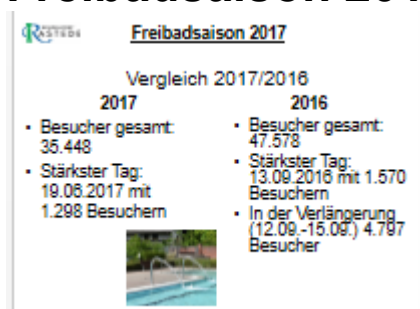 RASTEDE
Freibadsaison 2017
Vergleich 2017/2016
2017
• Besucher gesamt:
35.448
• Stärkster Tag:
19.06.2017 mit
1.298 Besuchern
2016
• Besucher gesamt:
47.578
• Stärkster Tag:
13.09.2016 mit 1.570
Besuchern
• In der Verlängerung
(12.09.-15.09.) 4.797
Besucher